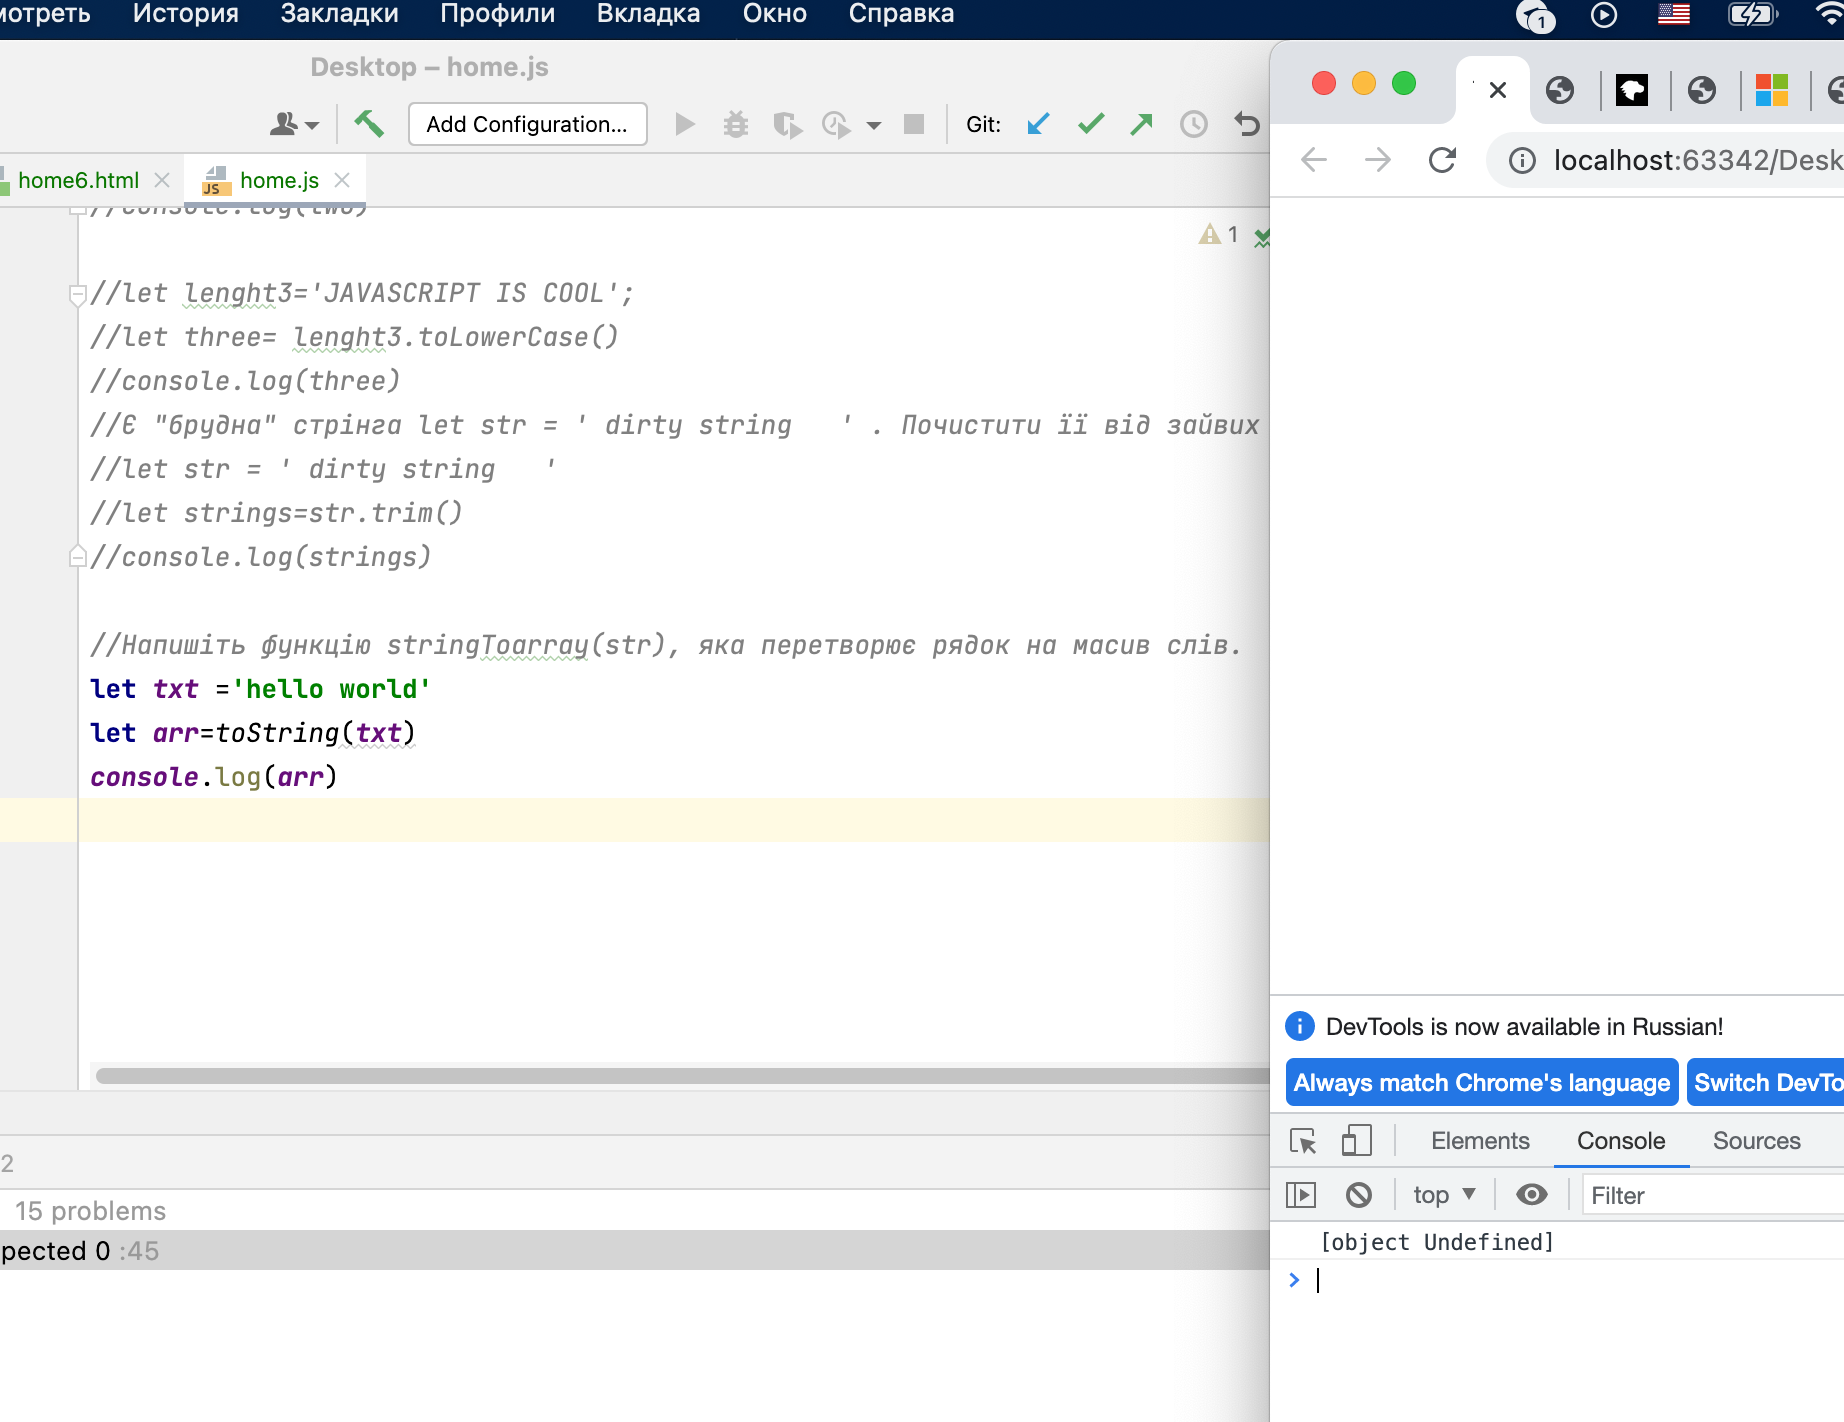 мотреть История Закладки Профили Вкладка Окно Справка
1
Desktop – home.js
Add Configuration...
Git:
home6.html
JS home.js
//console.log(two)
1
//let lenght3='JAVASCRIPT IS COOL';
//let three= lenght3.toLowerCase()
//console.log(three)
//Є "брудна" стрінга let str = ' dirty string   ' . Почистити її від зайвих
//let str = ' dirty string   '
//let strings=str.trim()
//console.log(strings)
//Напишіть функцію stringToarray(str), яка перетворює рядок на масив слів.
let txt ='hello world'
let arr=toString(txt)
console.log(arr)
2
15 problems
pected 0 :45
localhost:63342/Desk
DevTools is now available in Russian!
Always match Chrome's language
Switch DevTo
Elements Console Sources
top
Filter
[object Undefined]